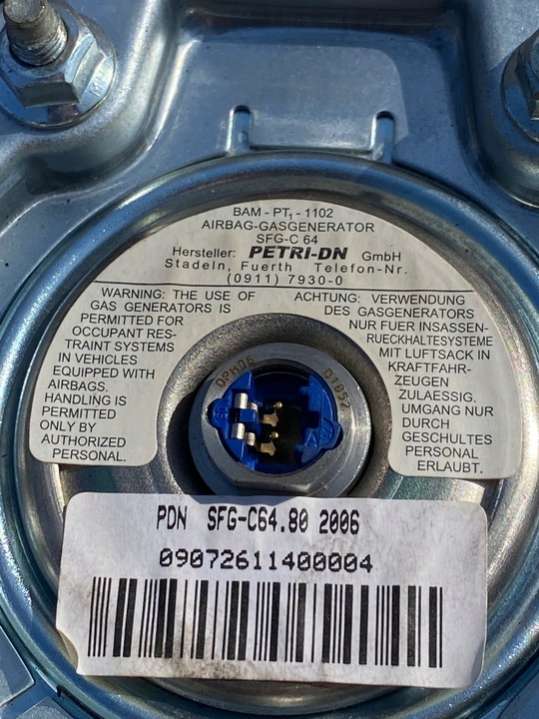 BAM - PT₁ - 1102
AIRBAG-GASGENERATOR
SFG-C 64
Hersteller: PETRI-DN GmbH
Stadeln, Fuerth Telefon-Nr.
(0911) 7930-0
WARNING: THE USE OF
GAS GENERATORS IS
PERMITTED FOR
OCCUPANT RES-
TRAINT SYSTEMS
IN VEHICLES
EQUIPPED WITH
AIRBAGS.
HANDLING IS
PERMITTED
ONLY BY
AUTHORIZED
PERSONAL.
ACHTUNG: VERWENDUNG
DES GASGENERATORS
NUR FUER INSASSEN-
RUECKHALTESYSTEME
MIT LUFTSACK IN
KRAFTFAHR-
ZEUGEN
ZULAESSIG.
UMGANG NUR
DURCH
GESCHULTES
PERSONAL
ERLAUBT.
PDN SFG-C64.80 2006
09072611400004